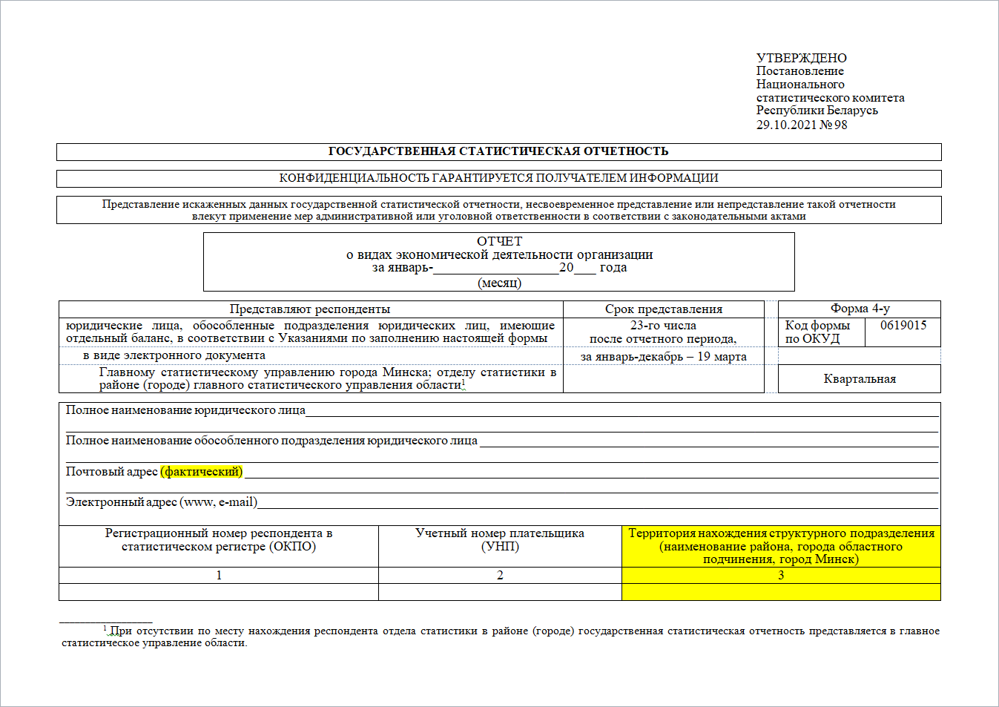 УТВЕРЖДЕНО
Постановление
Национального
статистического комитета
Республики Беларусь
29.10.2021 № 98
ГОСУДАРСТВЕННАЯ СТАТИСТИЧЕСКАЯ ОТЧЕТНОСТЬ
КОНФИДЕНЦИАЛЬНОСТЬ ГАРАНТИРУЕТСЯ ПОЛУЧАТЕЛЕМ ИНФОРМАЦИИ
Представление искаженных данных государственной статистической отчетности, несвоевременное представление или непредставление такой отчетности
влекут применение мер административной или уголовной ответственности в соответствии с законодательными актами
ОТЧЕТ
о видах экономической деятельности организации
за январь-___________________20___ года
(месяц)
Представляют респонденты
Срок представления
Форма 4-у
юридические лица, обособленные подразделения юридических лиц, имеющие
отдельный баланс, в соответствии с Указаниями по заполнению настоящей формы
23-го числа
после отчетного периода,
Код формы
по ОКУД
0619015
в виде электронного документа
за январь-декабрь – 19 марта
Главному статистическому управлению города Минска; отделу статистики в
районе (городе) главного статистического управления области1
Квартальная
Полное наименование юридического лица
Полное наименование обособленного подразделения юридического лица
Почтовый адрес (фактический)
Электронный адрес (www, e-mail)
Регистрационный номер респондента в
статистическом регистре (ОКПО)
Учетный номер плательщика
(УНП)
Территория нахождения структурного подразделения
(наименование района, города областного
подчинения, город Минск)
1
2
3
1 При отсутствии по месту нахождения респондента отдела статистики в районе (городе) государственная статистическая отчетность представляется в главное
статистическое управление области.